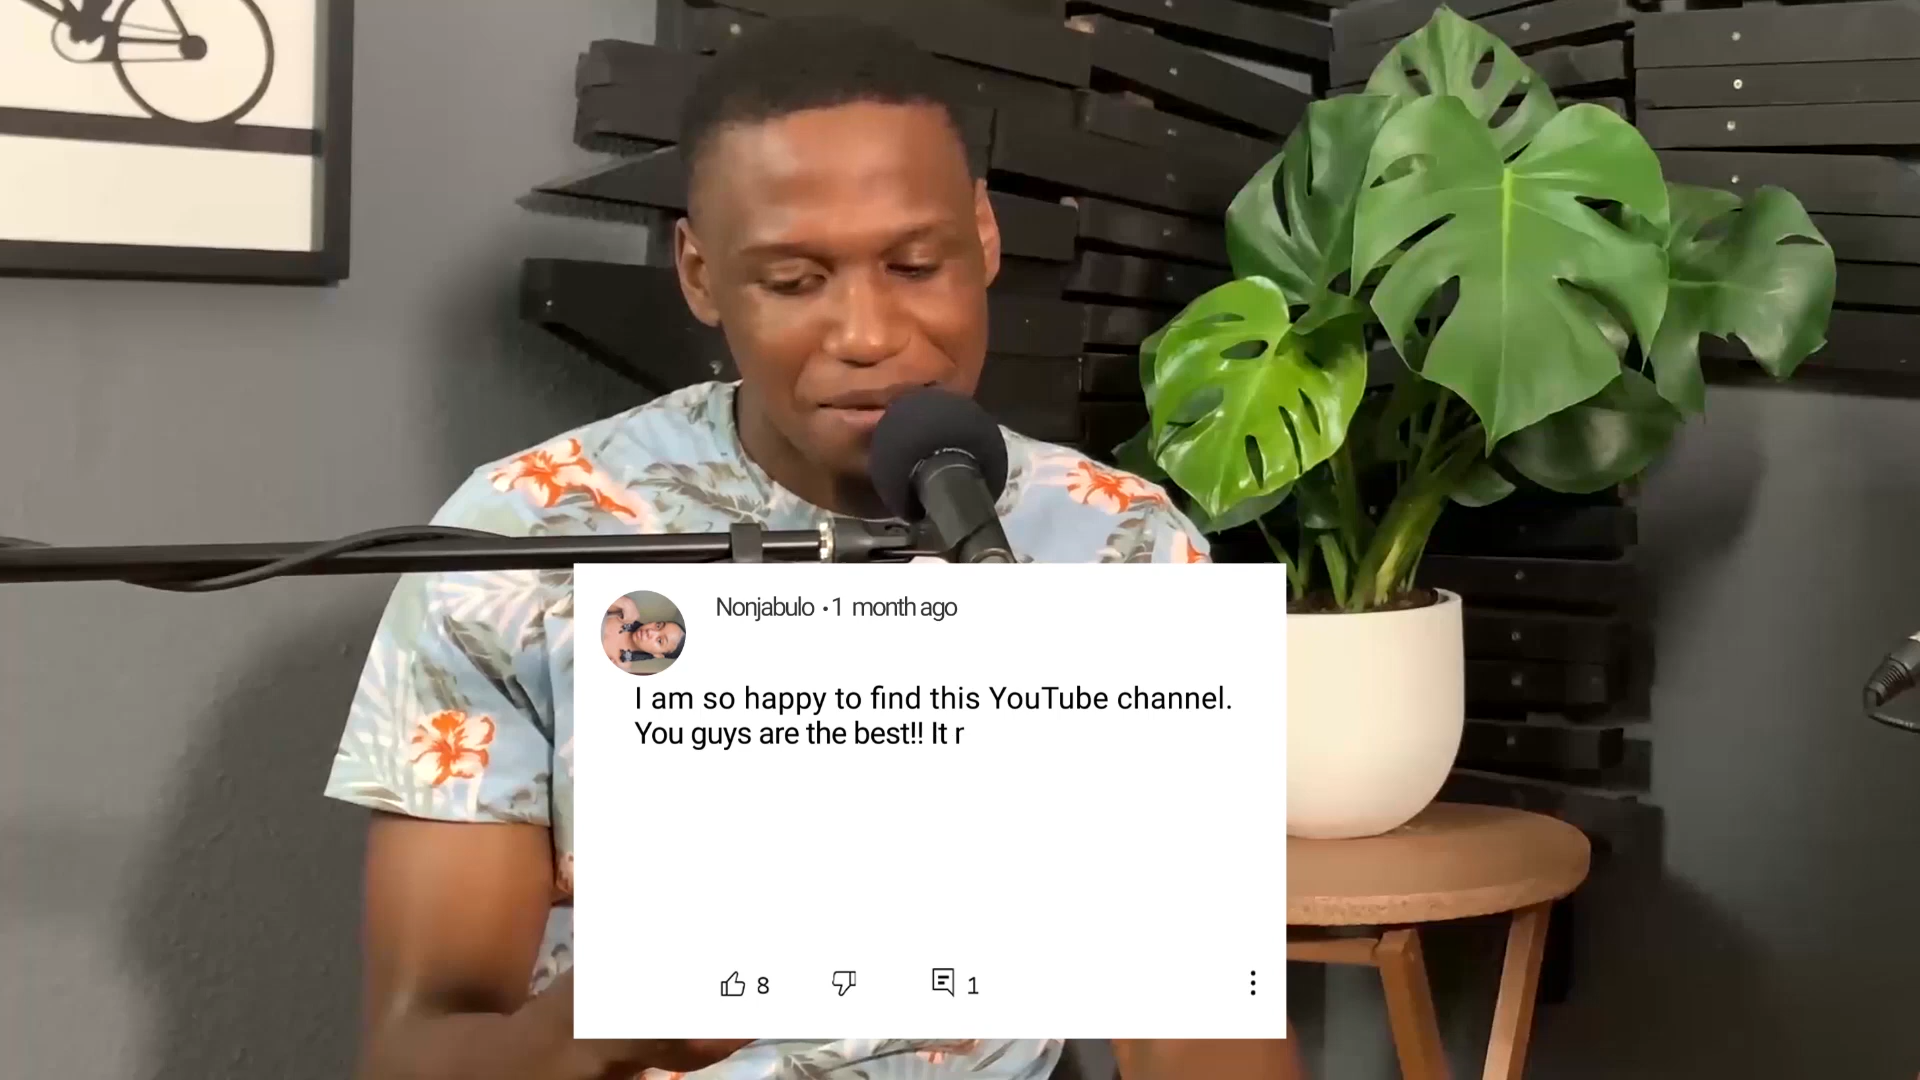 Nonjabulo • 1 month ago
I am so happy to find this YouTube channel.
You guys are the best!! It r
8
1